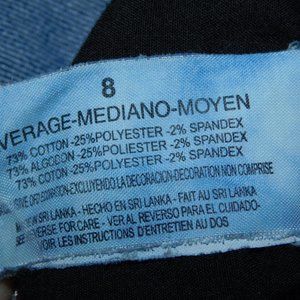 8
VERAGE-MEDIANO-MOYEN
73% COTTON -25%POLYESTER -2% SPANDEX
73% ALGODON -25%POLYESTER -2% SPANDEX
73% COTON -25%POLYESTER -2% SPANDEX
DECORATION-EXCLUYENDO LA DECORACION-DECORATION NON COMPRISE
MADE IN SRI LANKA - HECHO EN SRI LANKA - FAIT AU SRI LANKA
REVERSE FOR CARE - VER AL REVERSO PARA EL CUIDADO-
VOIR LES INSTRUCTIONS D'ENTRETIEN AU DOS